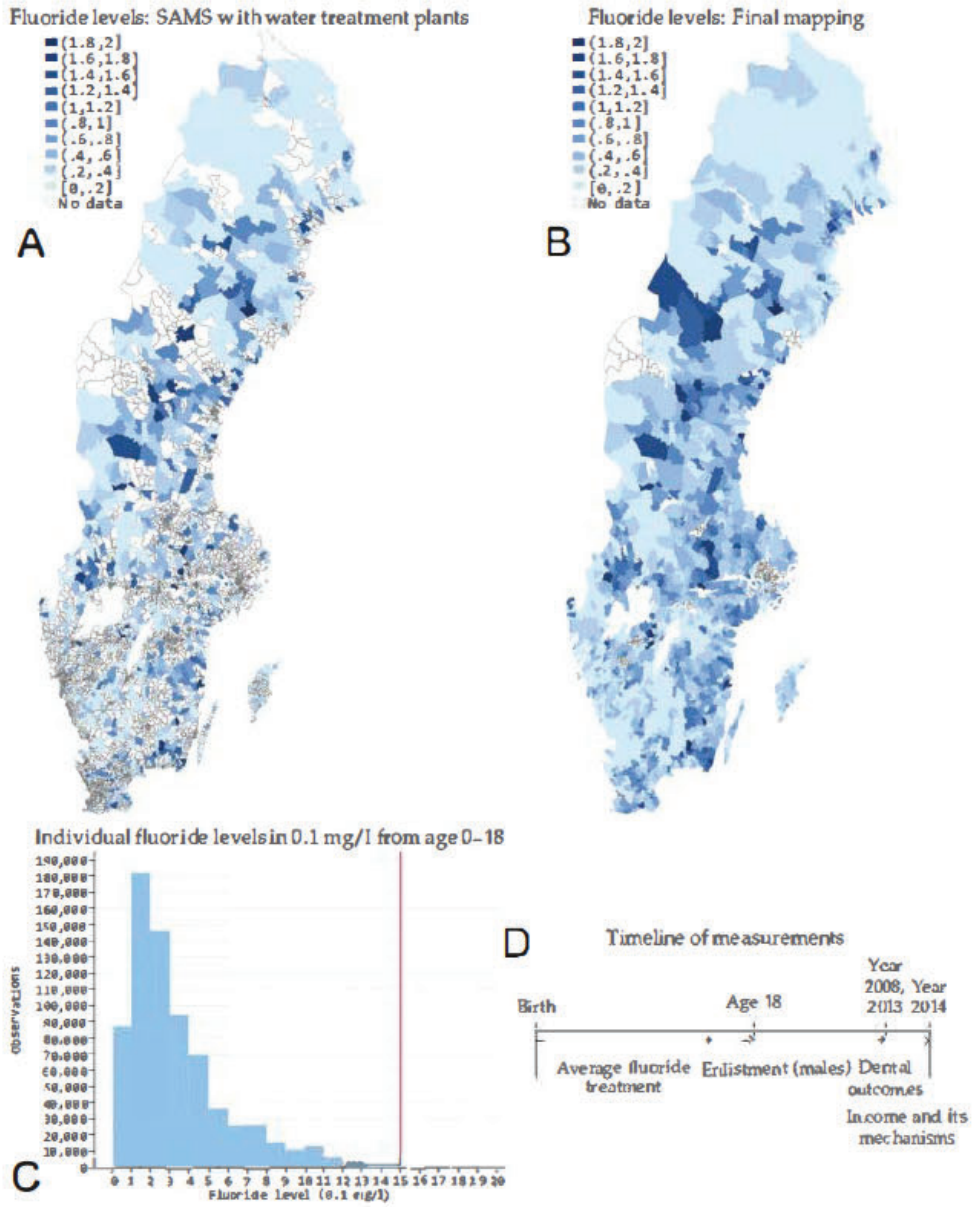 Fluoride levels: SAMS with water treatment plants
(1.8,2]
(1.6,1.8]
(1.4,1.6]
(1.2,1.4]
(1,1.2]
(.8,1]
(.6,.8]
(.4,.6]
(.2,.4]
[0,.2]
No data
A
Fluoride levels: Final mapping
(1.8,2]
(1.6,1.8]
(1.4,1.6]
(1.2,1.4]
(1,1.2]
(.8,1]
(.6,.8]
(.4,.6]
(.2,.4]
[0,.2]
No data
B
Individual fluoride levels in 0.1 mg/l from age 0-18
190,000
180,000
170,000
160,000
150,000
140,000
130,000
120,000
110,000
100,000
90,000
80,000
70,000
60,000
50,000
40,000
30,000
20,000
10,000
0
Observations
0 1 2 3 4 5 6 7 8 9 10 11 12 13 14 15 16 17 18 19 20
Fluoride level (0.1 mg/l)
C
D
Timeline of measurements
Year
2008, Year
Birth Age 18 2013 2014
Average fluoride Enlistment (males) Dental
treatment outcomes
Income and its
mechanisms